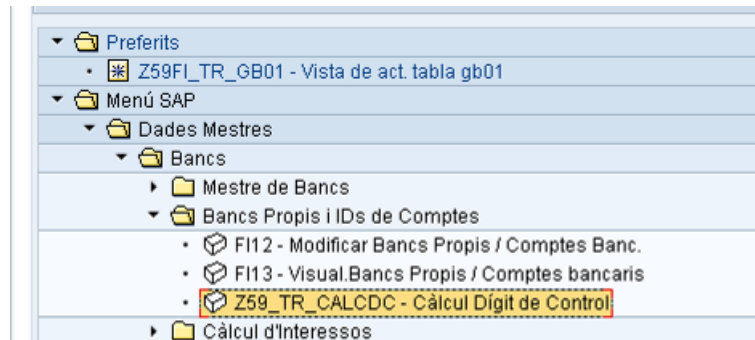 Preferits
Z59FI_TR_GB01 - Vista de act. tabla gb01
Menú SAP
Dades Mestres
Bancs
Mestre de Bancs
Bancs Propis i IDs de Comptes
FI12 - Modificar Bancs Propis / Comptes Banc.
FI13 - Visual.Bancs Propis / Comptes bancaris
Z59_TR_CALCDC - Càlcul Dígit de Control
Càlcul d'Interessos